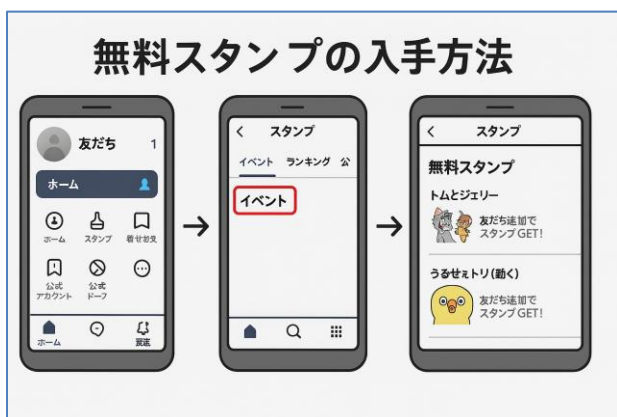 無料スタンプの入手方法
友だち 1
ホーム
ホーム スタンプ 着せ替え
公式 公式
アカウント ドーフ
ホーム
スタンプ
イベント ランキング 公
イベント
スタンプ
無料スタンプ
トムとジェリー
友だち追加で
スタンプGET!
うるせぇトリ(動く)
友だち追加で
スタンプGET!